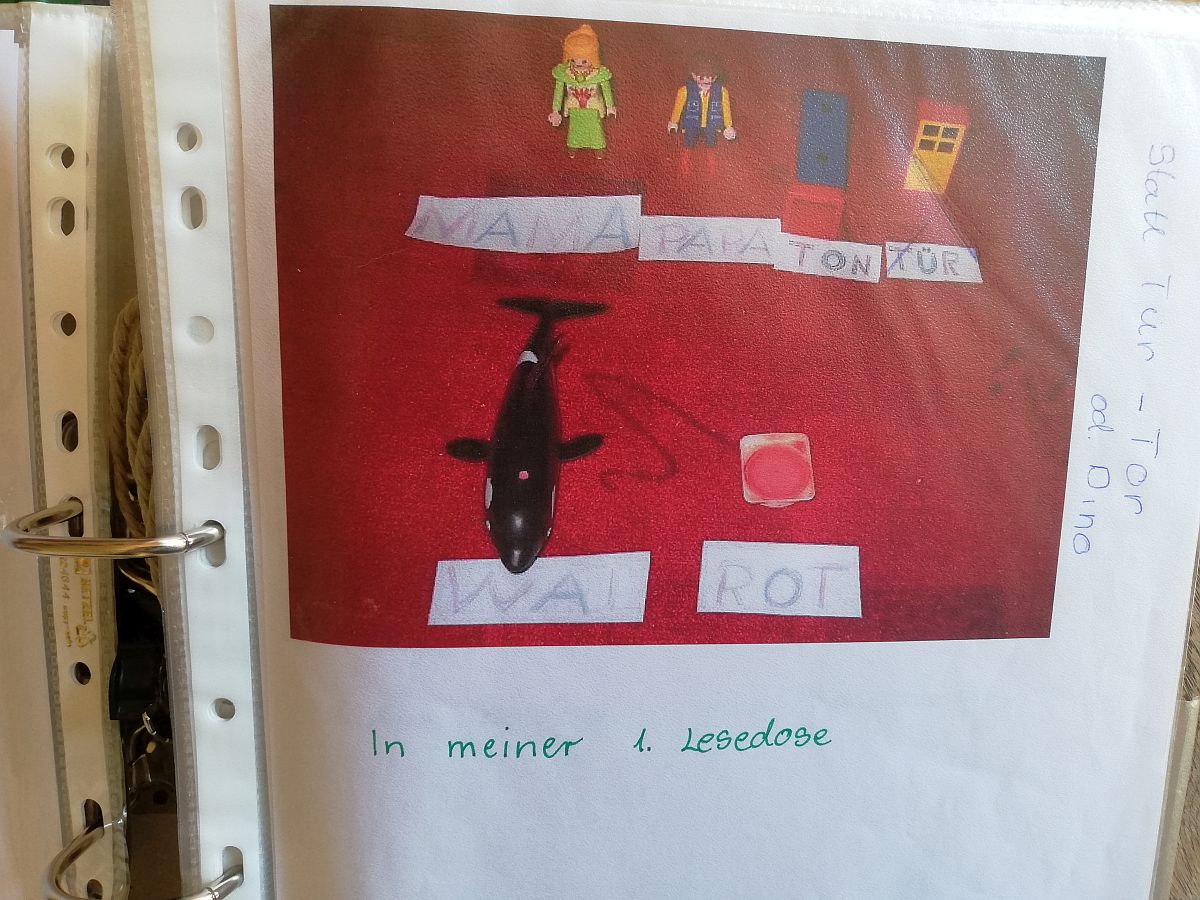 MAMA PAPA TON TÜR
WAL ROT
In meiner 1. Lesedose
Statt Tür - Tor
od. Dino